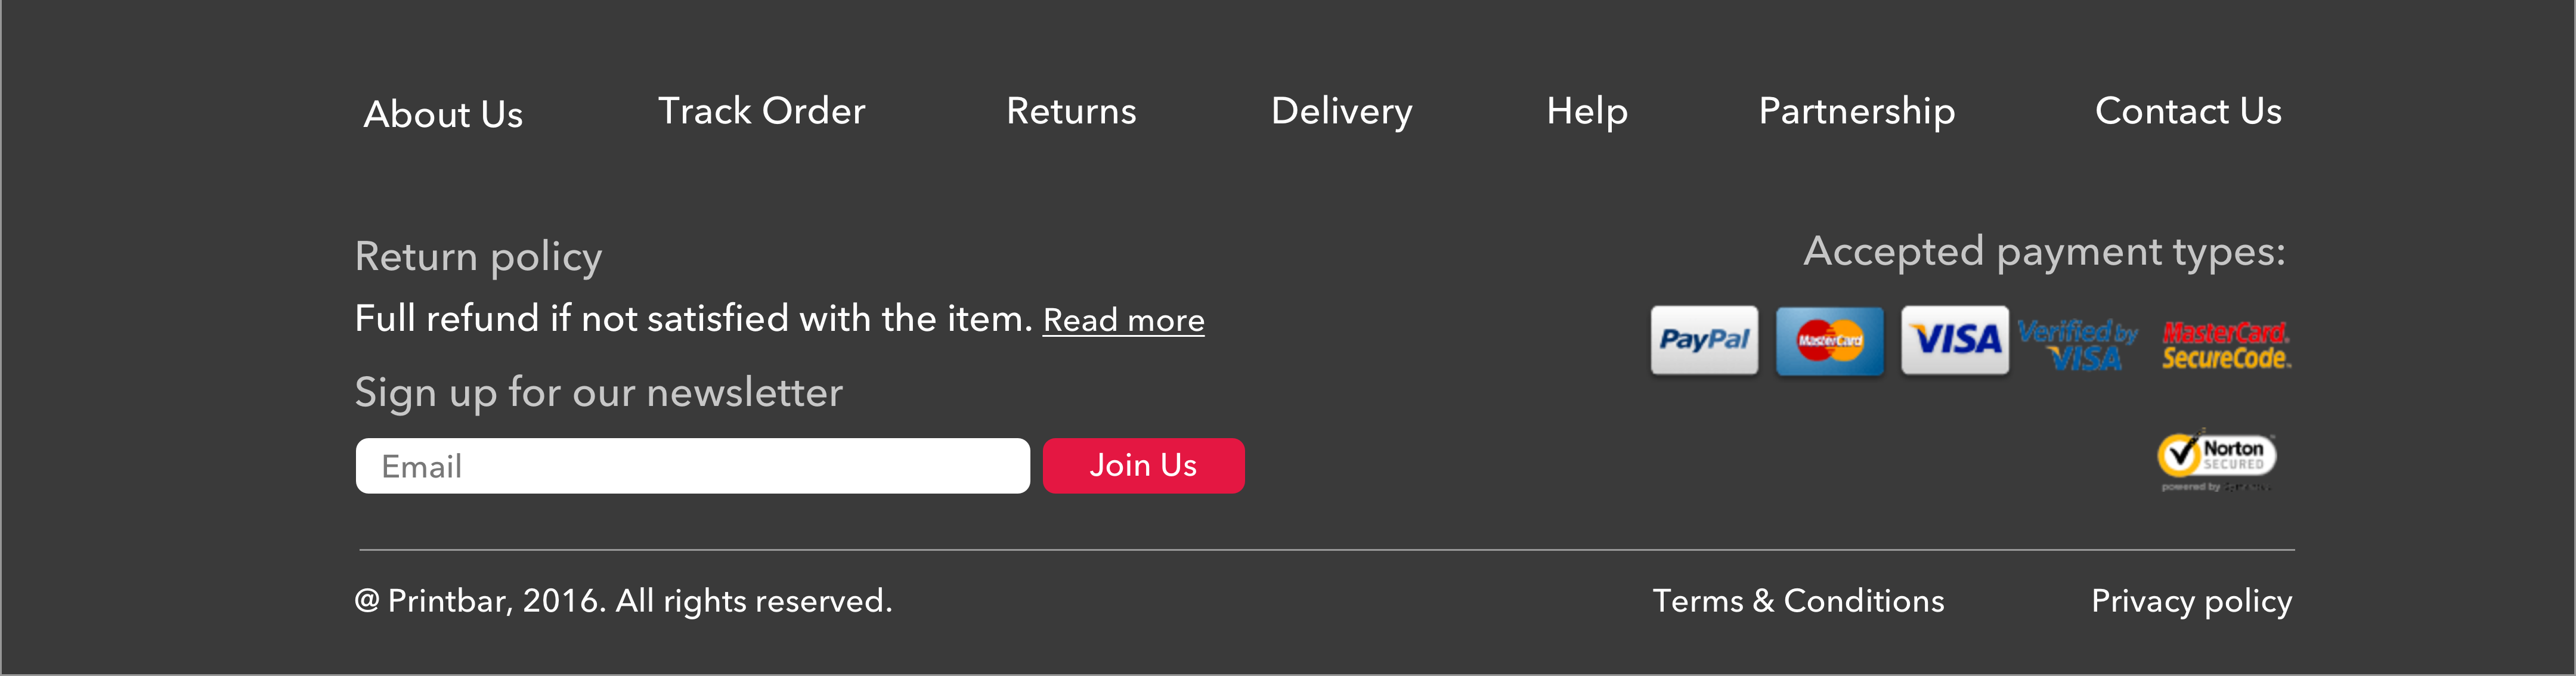 About Us Track Order Returns Delivery Help Partnership Contact Us
Return policy
Full refund if not satisfied with the item. Read more
Sign up for our newsletter
Email Join Us
Accepted payment types:
PayPal MasterCard VISA Verified by VISA MasterCard. SecureCode.
Norton
SECURED
powered by
@ Printbar, 2016. All rights reserved. Terms & Conditions Privacy policy